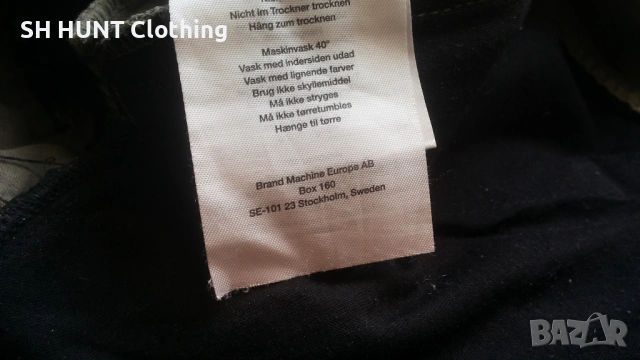 SH HUNT Clothing
Nicht im Trockner trocknen
Häng zum trocknen
Maskinvask 40°
Vask med indersiden udad
Vask med lignende farver
Brug ikke skyllemiddel
Må ikke stryges
Må ikke tørretumbles
Hænge til tørre
Brand Machine Europa AB
Box 160
SE-101 23 Stockholm, Sweden
BAZAR